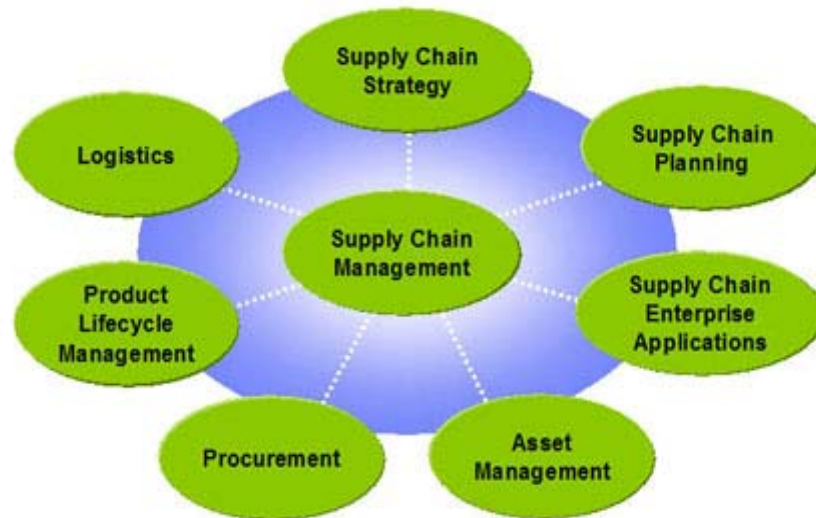 Supply Chain
Strategy
Supply Chain
Planning
Logistics
Supply Chain
Management
Supply Chain
Enterprise
Applications
Product
Lifecycle
Management
Asset
Management
Procurement